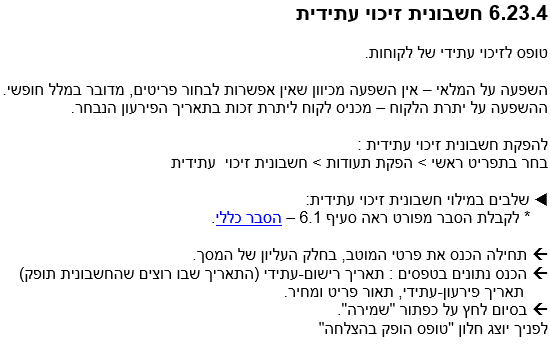 6.23.4 חשבונית זיכוי עתידית
טופס לזיכוי עתידי של לקוחות.
השפעה על המלאי – אין השפעה מכיוון שאין אפשרות לבחור פריטים, מדובר במלל חופשי.
ההשפעה על יתרת הלקוח – מכניס לקוח ליתרת זכות בתאריך הפירעון הנבחר.
להפקת חשבונית זיכוי עתידית :
בחר בתפריט ראשי > הפקת תעודות > חשבונית זיכוי עתידית
◄ שלבים במילוי חשבונית זיכוי עתידית:
* לקבלת הסבר מפורט ראה סעיף 6.1 – הסבר כללי.
← תחילה הכנס את פרטי המוטב, בחלק העליון של המסך.
← הכנס נתונים בטפסים : תאריך רישום-עתידי (התאריך שבו רוצים שהחשבונית תופק)
תאריך פירעון-עתידי, תאור פריט ומחיר.
← בסיום לחץ על כפתור "שמירה".
לפניך יוצג חלון "טופס הופק בהצלחה"